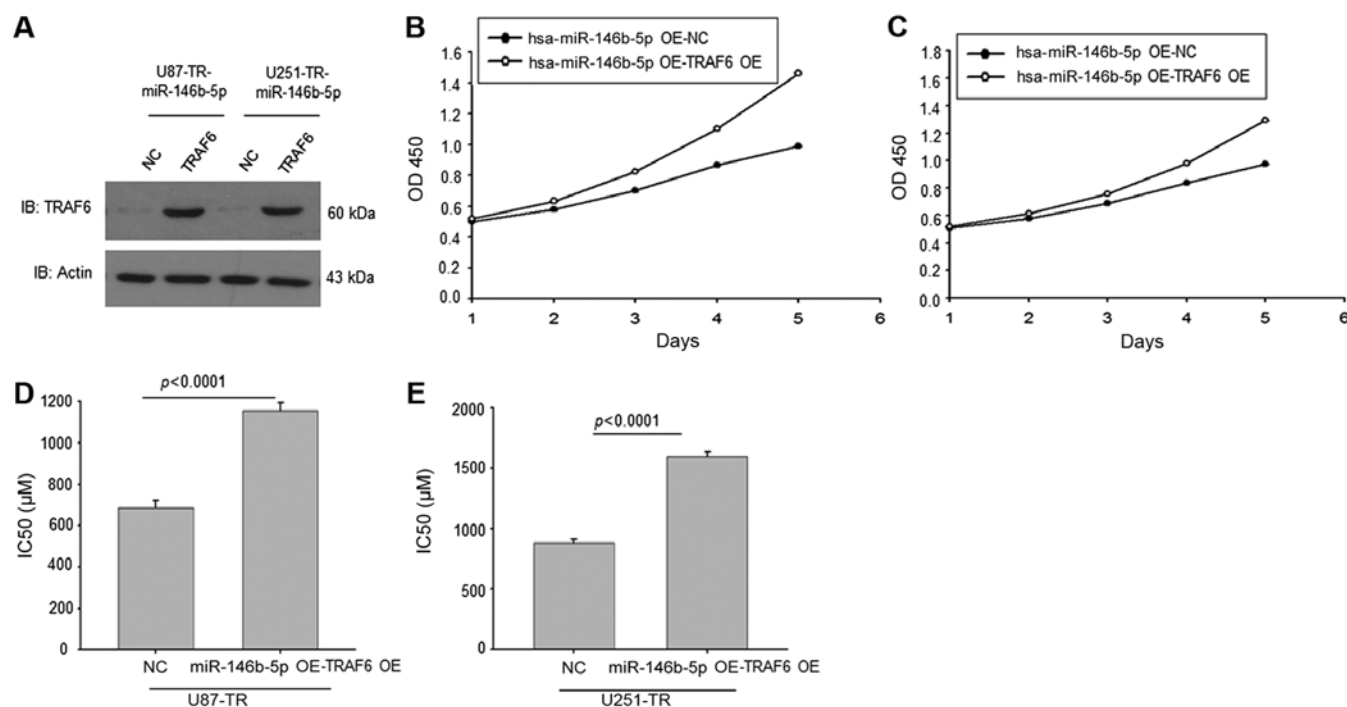 A
U87-TR-
miR-146b-5p
U251-TR-
miR-146b-5p
NC
TRAF6
NC
TRAF6
IB: TRAF6
60 kDa
IB: Actin
43 kDa
B
hsa-miR-146b-5p OE-NC
hsa-miR-146b-5p OE-TRAF6 OE
1.6
1.4
1.2
1.0
0.8
0.6
0.4
0.2
0.0
OD 450
1 2 3 4 5 6
Days
C
hsa-miR-146b-5p OE-NC
hsa-miR-146b-5p OE-TRAF6 OE
1.8
1.6
1.4
1.2
1.0
0.8
0.6
0.4
0.2
0.0
OD 450
1 2 3 4 5 6
Days
D
p<0.0001
1200
1000
800
600
400
200
0
IC50 (µM)
NC miR-146b-5p OE-TRAF6 OE
U87-TR
E
p<0.0001
2000
1500
1000
500
0
IC50 (µM)
NC miR-146b-5p OE-TRAF6 OE
U251-TR